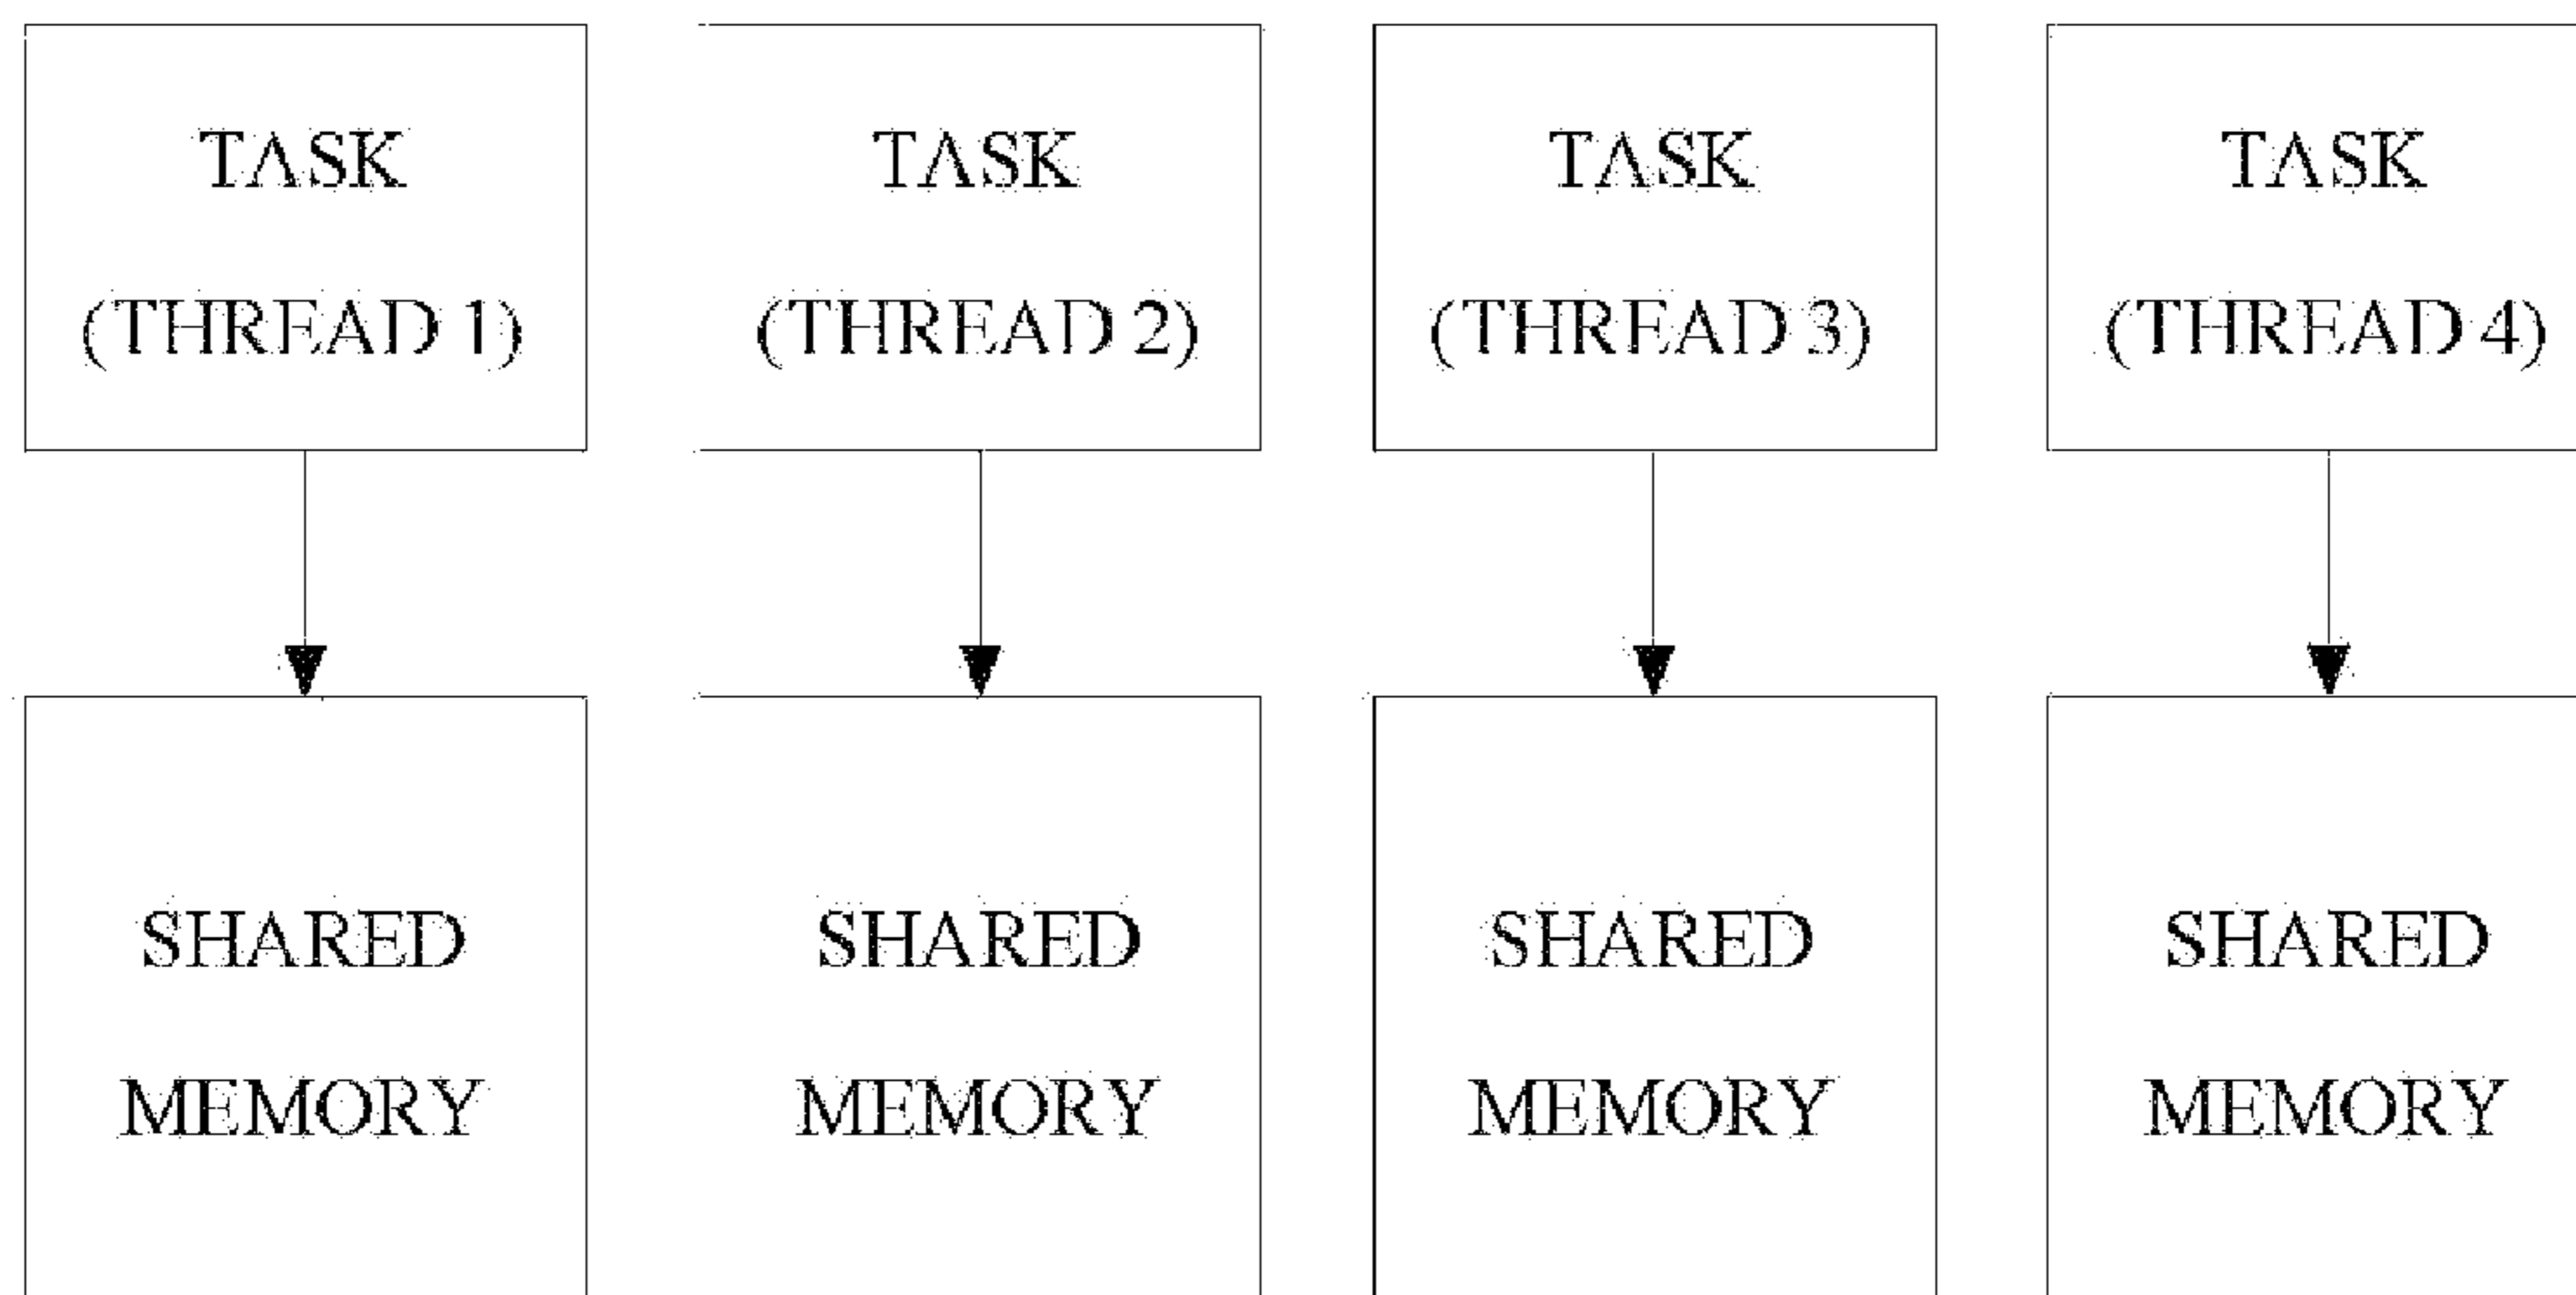 TASK
(THREAD 1)
TASK
(THREAD 2)
TASK
(THREAD 3)
TASK
(THREAD 4)
SHARED
MEMORY
SHARED
MEMORY
SHARED
MEMORY
SHARED
MEMORY